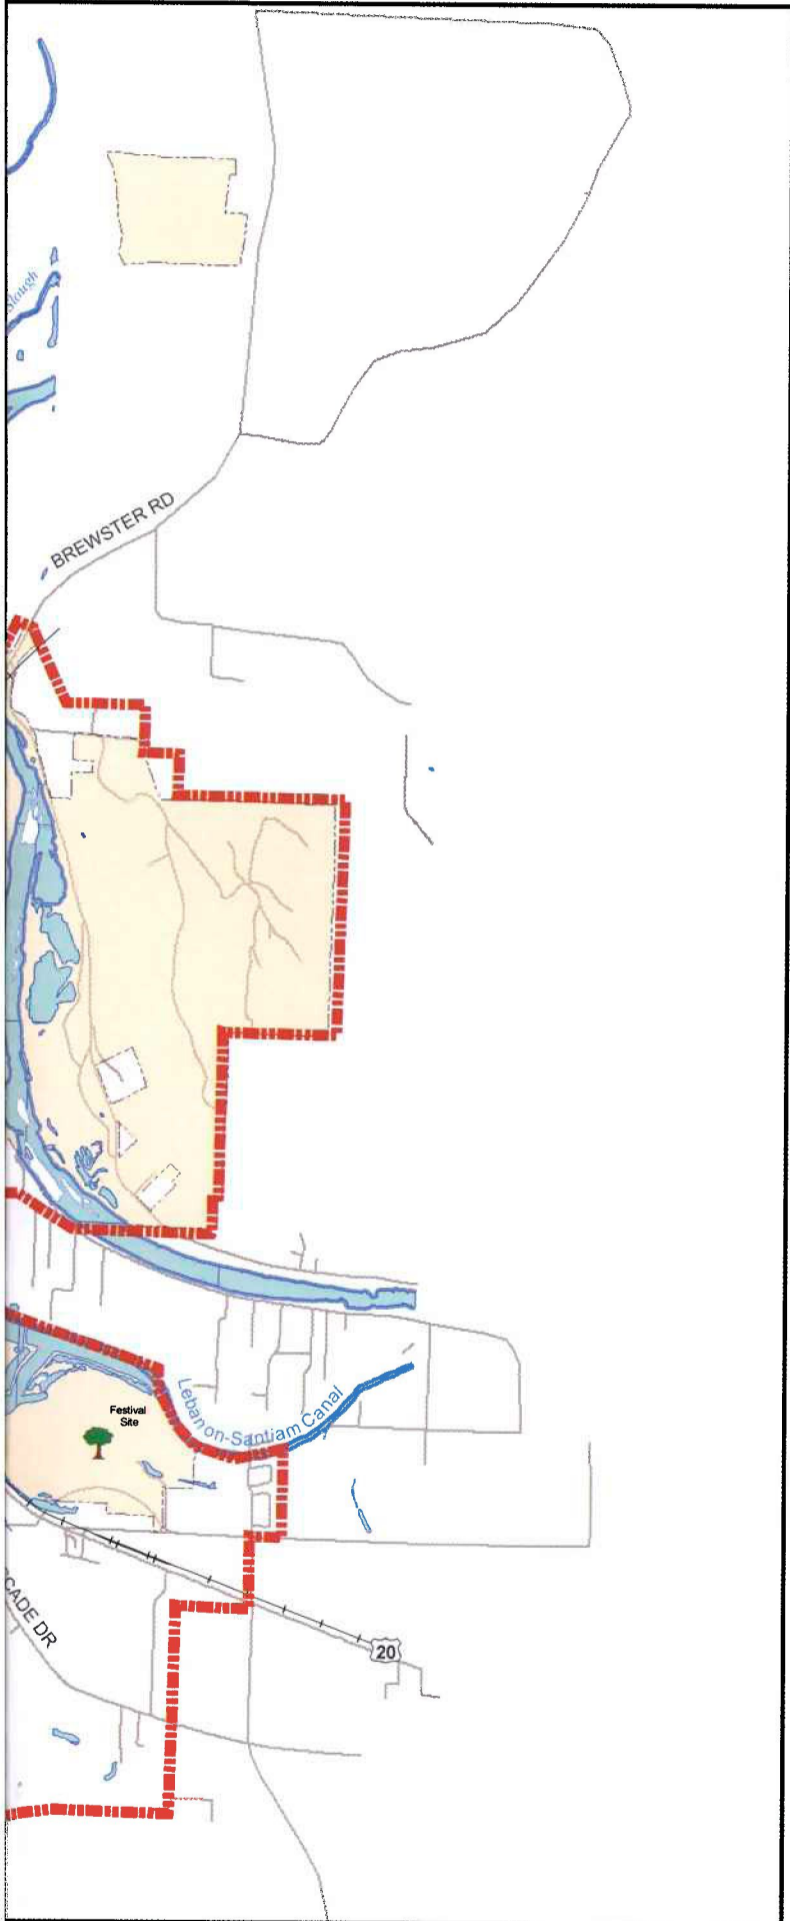 Slough
BREWSTER RD
Lebanon-Santiam Canal
Festival
Site
CADE DR
20